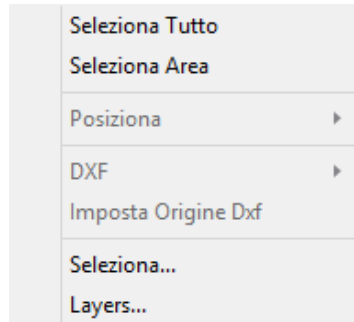 Seleziona Tutto
Seleziona Area
Posiziona
DXF
Imposta Origine Dxf
Seleziona...
Layers...